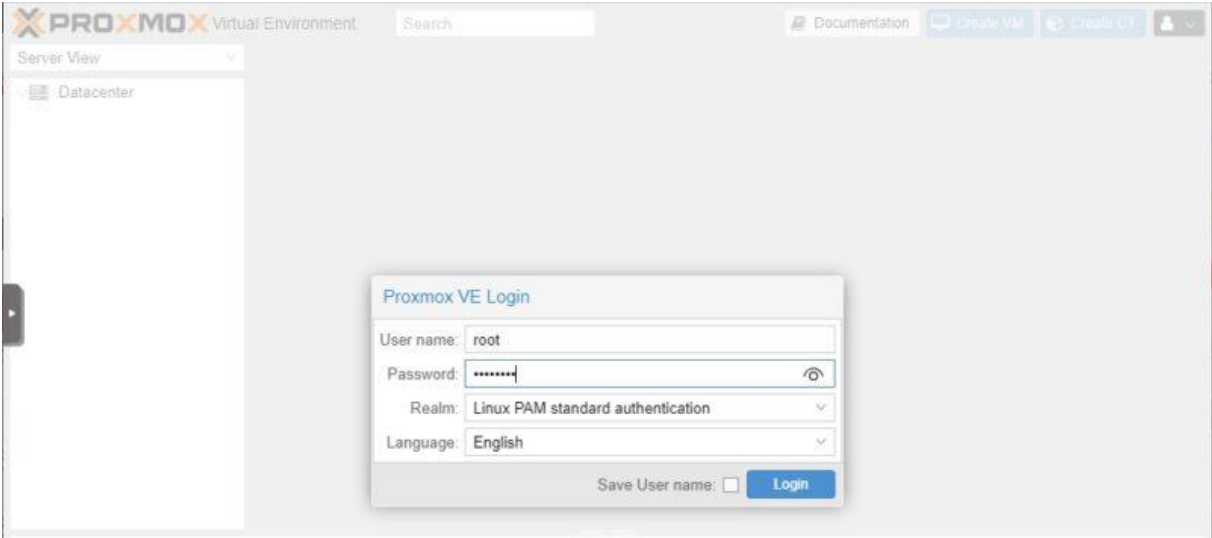 PROXMOX Virtual Environment Search Documentation Create VM Create CT
Server View
Datacenter
Proxmox VE Login
User name: root
Password: ••••••••
Realm: Linux PAM standard authentication
Language: English
Save User name: Login